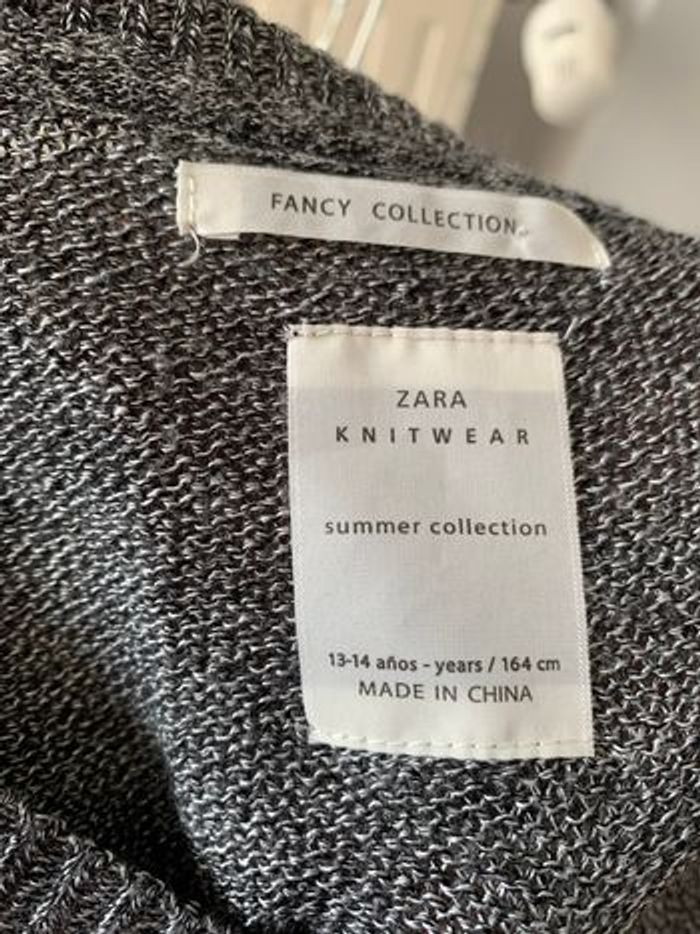 FANCY COLLECTION
ZARA
KNITWEAR
summer collection
13-14 años - years / 164 cm
MADE IN CHINA